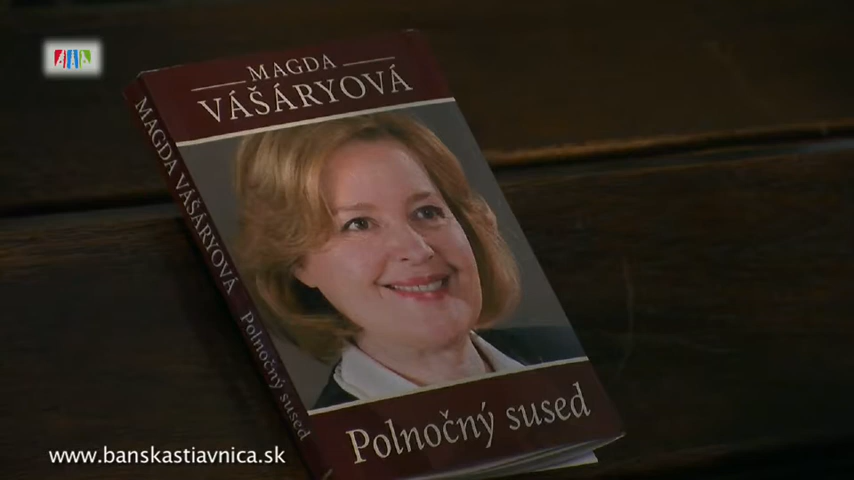 MAGDA
VÁŠÁRYOVÁ
MAGDA VÁŠÁRYOVÁ Polnočný sused
Polnočný sused
www.banskastiavnica.sk